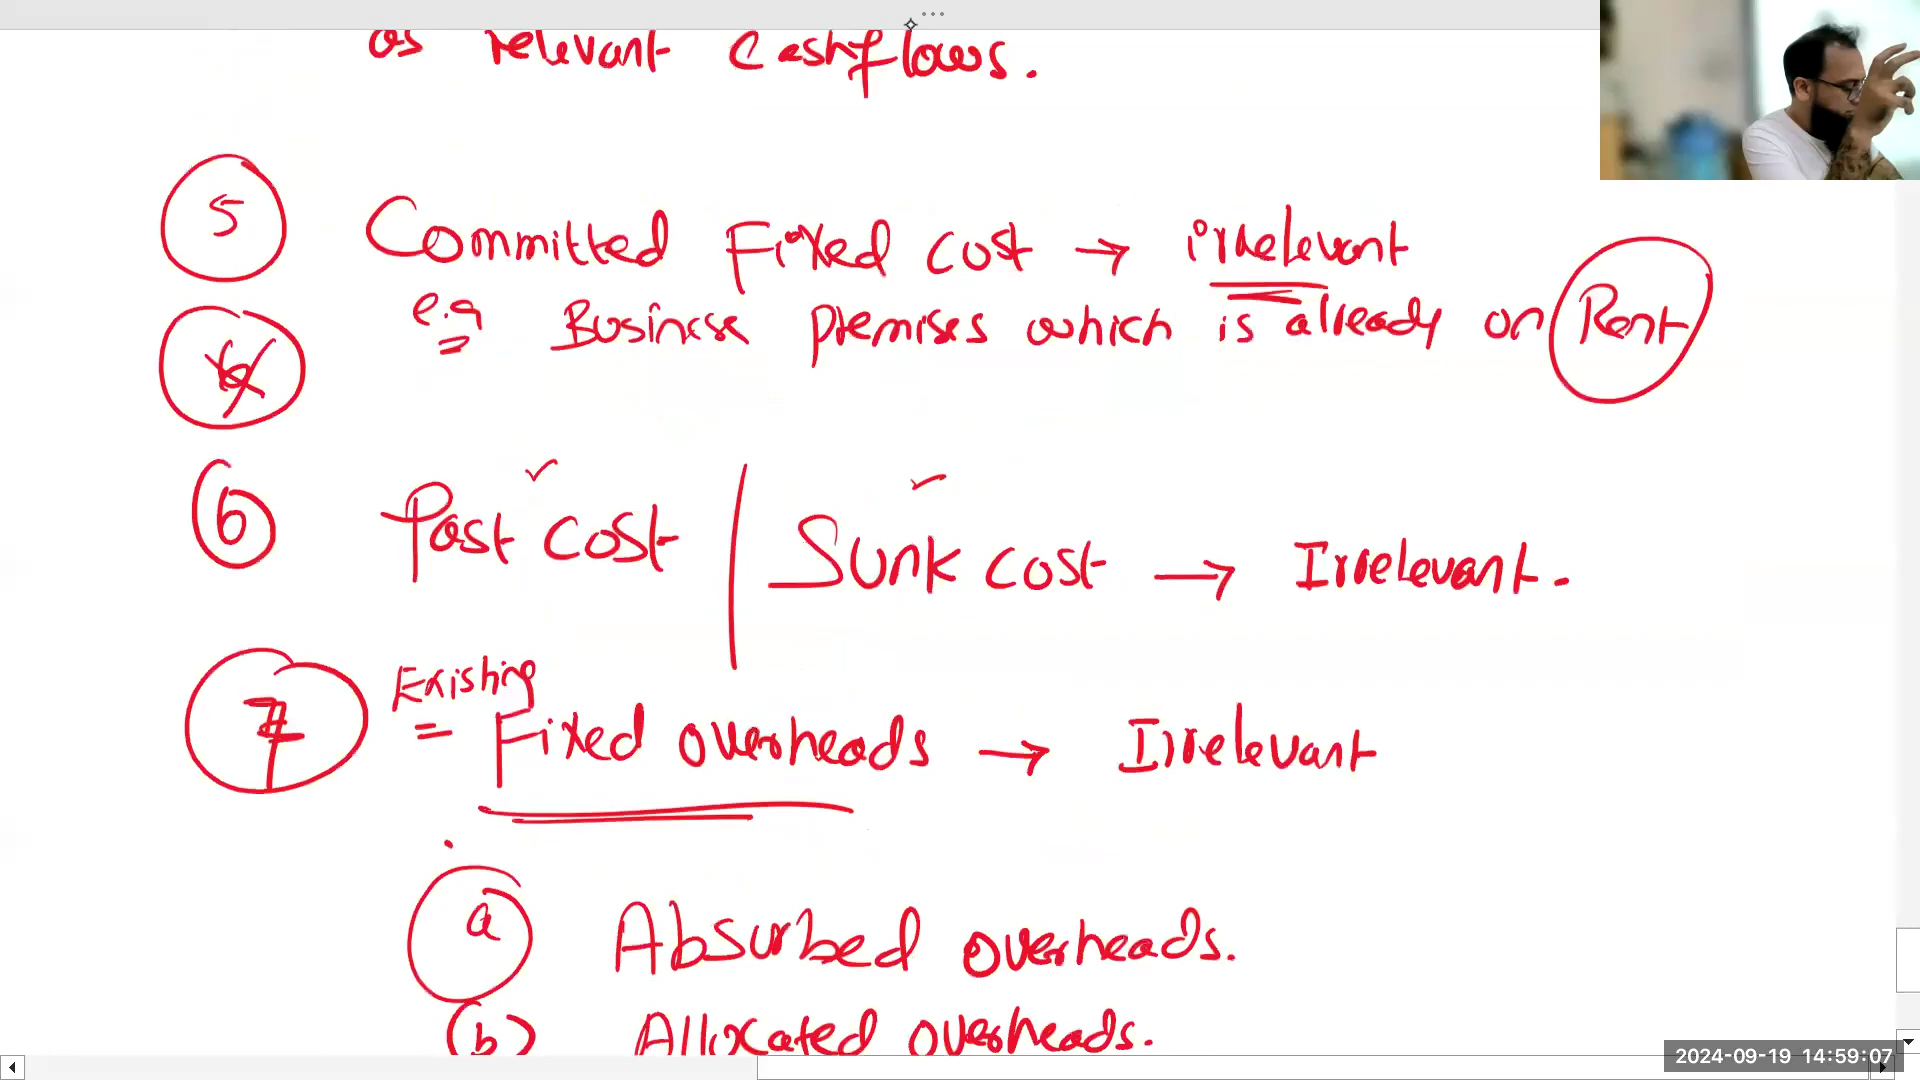 as relevant Cashflows.
5 Committed Fixed cost → irrelevant
e.g Business premises which is already on Rent
6
6 Past cost | Sunk cost → Irrelevant.
7 Existing
Fixed overheads → Irrelevant
a Absurbed overheads.
(b) Allocated overheads.
2024-09-19 14:59:07